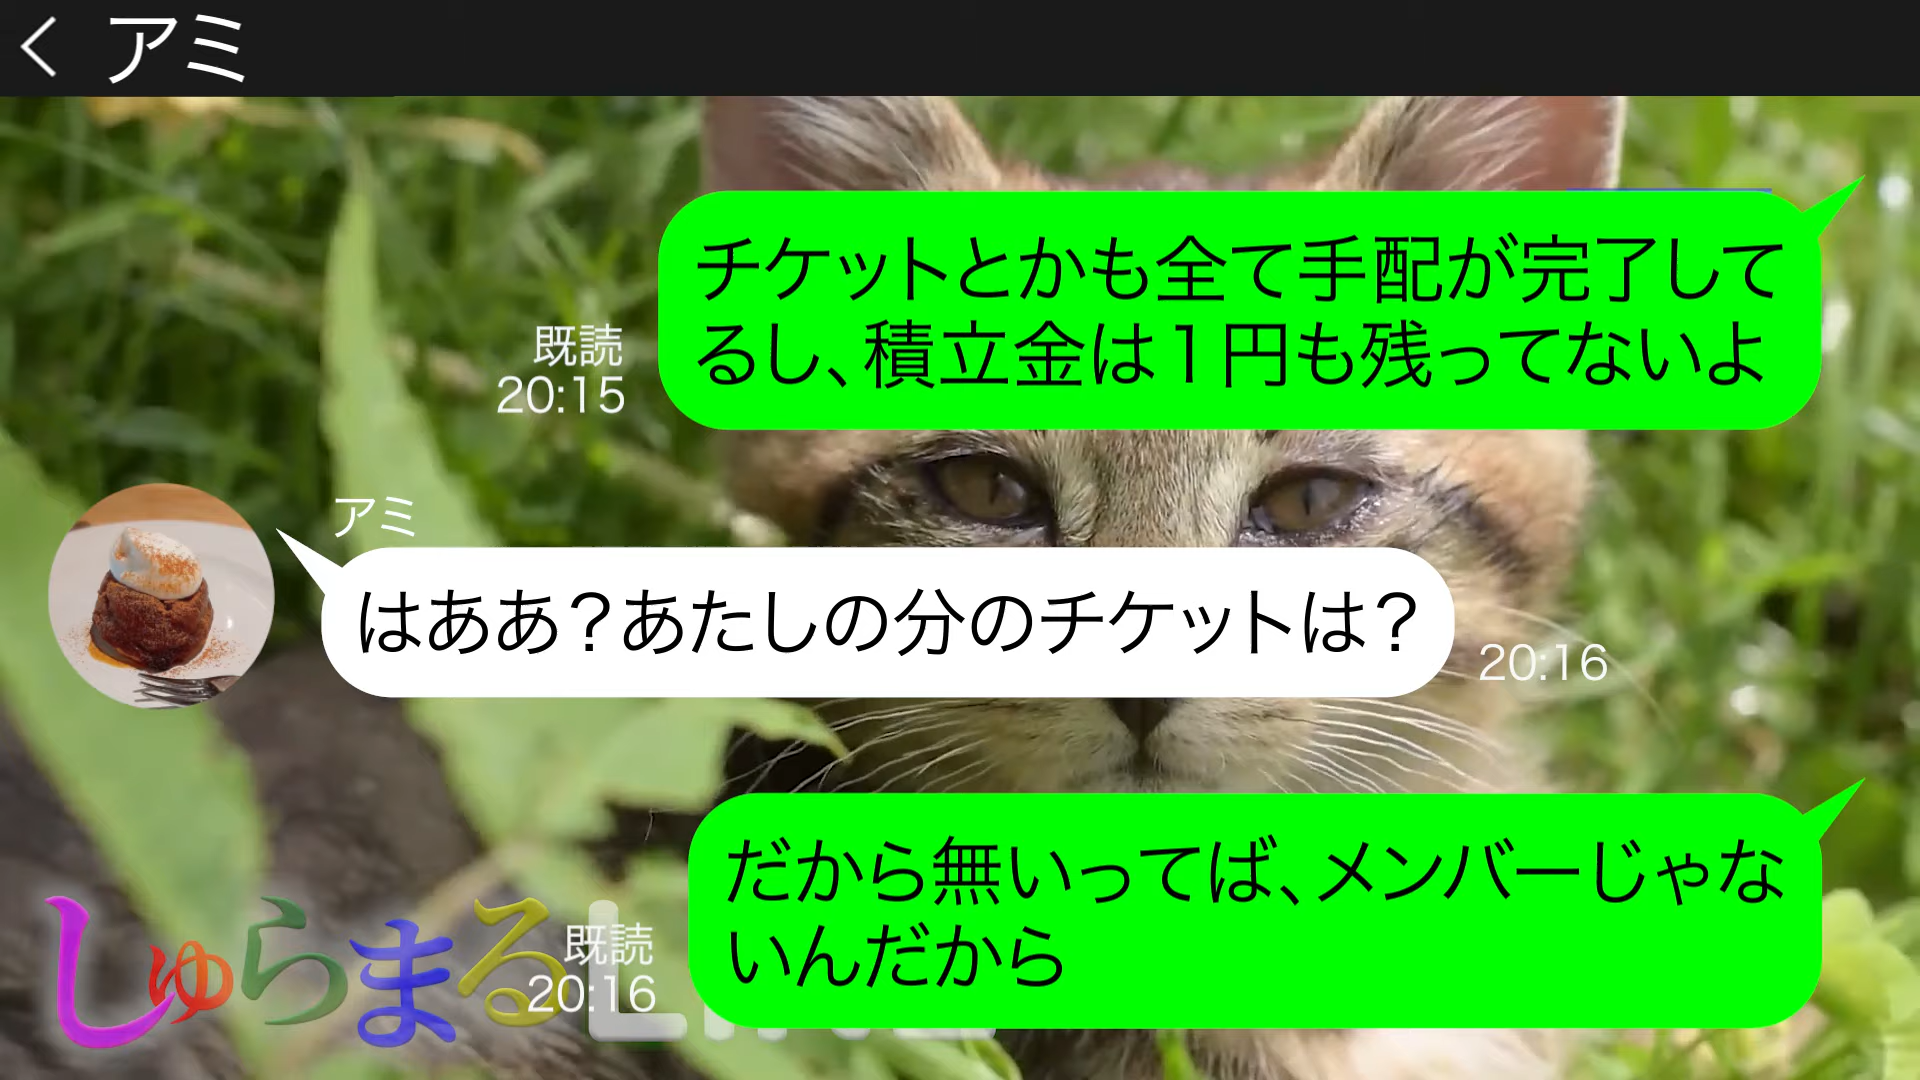 アミ
チケットとかも全て手配が完了して
るし、積立金は1円も残ってないよ
既読
20:15
アミ
はああ？あたしの分のチケットは？
20:16
だから無いってば、メンバーじゃな
いんだから
既読
20:16
しゅらまるLINE